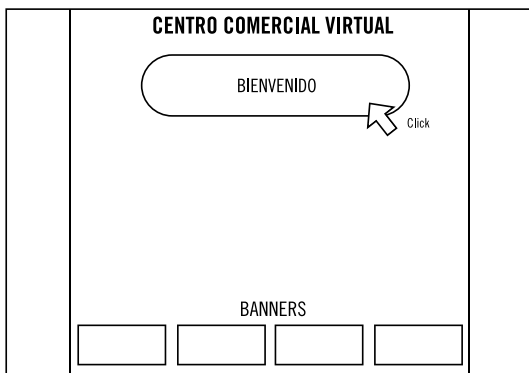 CENTRO COMERCIAL VIRTUAL
BIENVENIDO
Click
BANNERS